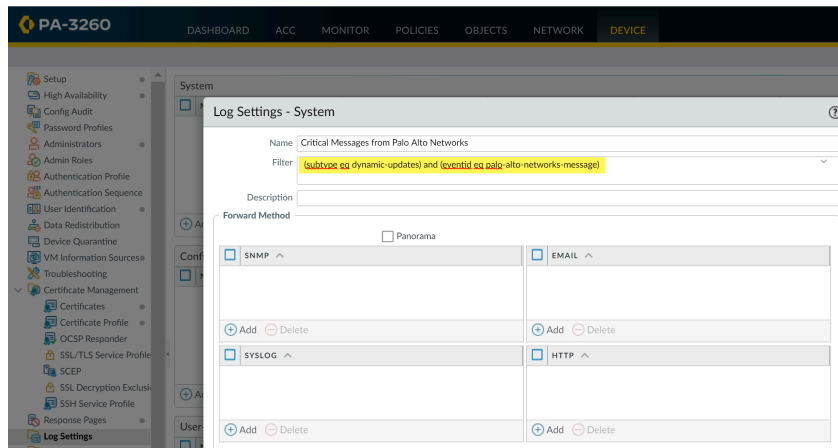 PA-3260
DASHBOARD ACC MONITOR POLICIES OBJECTS NETWORK DEVICE
Setup
High Availability
Config Audit
Password Profiles
Administrators
Admin Roles
Authentication Profile
Authentication Sequence
User Identification
Data Redistribution
Device Quarantine
VM Information Sources
Troubleshooting
Certificate Management
Certificates
Certificate Profile
OCSP Responder
SSL/TLS Service Profile
SCEP
SSL Decryption Exclusi
SSH Service Profile
Response Pages
Log Settings
System
Log Settings - System
Name Critical Messages from Palo Alto Networks
Filter (subtype eq dynamic-updates) and (eventid eq palo-alto-networks-message)
Description
Forward Method
Panorama
SNMP EMAIL
Add Delete Add Delete
SYSLOG HTTP
Add Delete Add Delete
Conf
User-